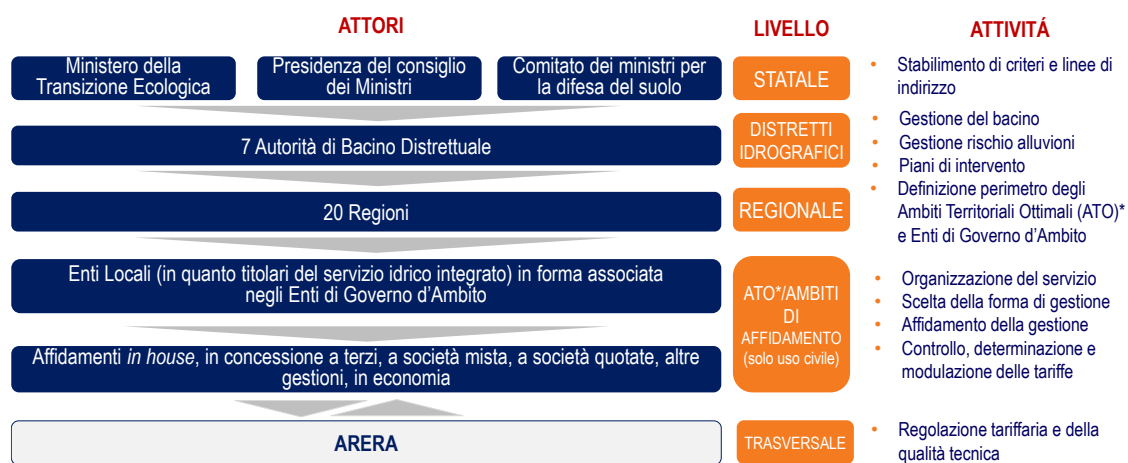 ATTORI
LIVELLO
ATTIVITÁ
Ministero della
Transizione Ecologica
Presidenza del consiglio
dei Ministri
Comitato dei ministri per
la difesa del suolo
STATALE
• Stabilimento di criteri e linee di
indirizzo
7 Autorità di Bacino Distrettuale
DISTRETTI
IDROGRAFICI
• Gestione del bacino
• Gestione rischio alluvioni
• Piani di intervento
20 Regioni
REGIONALE
• Definizione perimetro degli
Ambiti Territoriali Ottimali (ATO)*
e Enti di Governo d’Ambito
Enti Locali (in quanto titolari del servizio idrico integrato) in forma associata
negli Enti di Governo d’Ambito
Affidamenti in house, in concessione a terzi, a società mista, a società quotate, altre
gestioni, in economia
ATO*/AMBITI
DI
AFFIDAMENTO
(solo uso civile)
• Organizzazione del servizio
• Scelta della forma di gestione
• Affidamento della gestione
• Controllo, determinazione e
modulazione delle tariffe
ARERA
TRASVERSALE
• Regolazione tariffaria e della
qualità tecnica